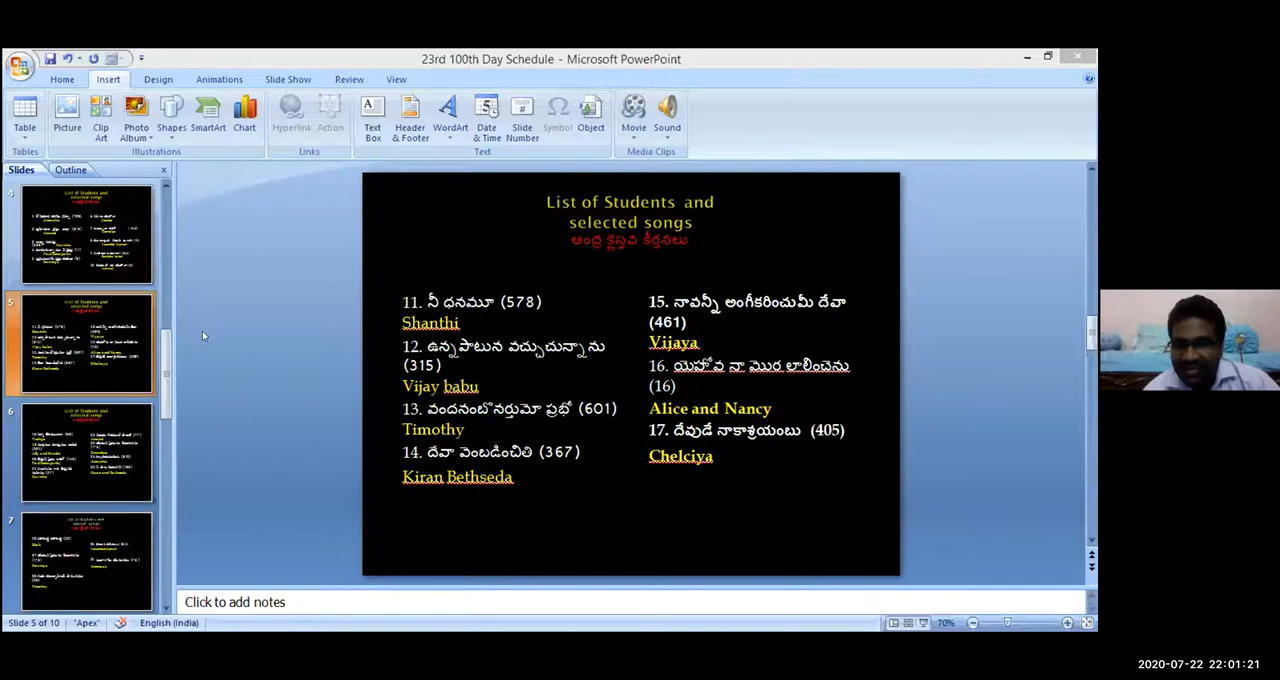 23rd 100th Day Schedule - Microsoft PowerPoint
Home Insert Design Animations Slide Show Review View
Table Picture Clip Art Photo Album Shapes SmartArt Chart Hyperlink Action Text Box Header & Footer WordArt Date & Time Slide Number Symbol Object Movie Sound
Tables Illustrations Links Text Media Clips
Slides Outline
4
5
6
7
List of Students and
selected songs
ఆంధ్ర క్రైస్తవ కీర్తనలు
11. నీ ధనమూ (578)
Shanthi
12. ఉన్నపాటున వచ్చుచున్నాను
(315)
Vijay babu
13. వందనంబొనర్తుమో ప్రభో (601)
Timothy
14. దేవా వెంబడించితి (367)
Kiran Bethseda
15. నావన్నీ అంగీకరించుమీ దేవా
(461)
Vijaya
16. యెహోవ నా మొర లాలించెను
(16)
Alice and Nancy
17. దేవుడే నాకాశ్రయంబు (405)
Chelciya
Click to add notes
Slide 5 of 10 "Apex" English (India) 70%
2020-07-22 22:01:21